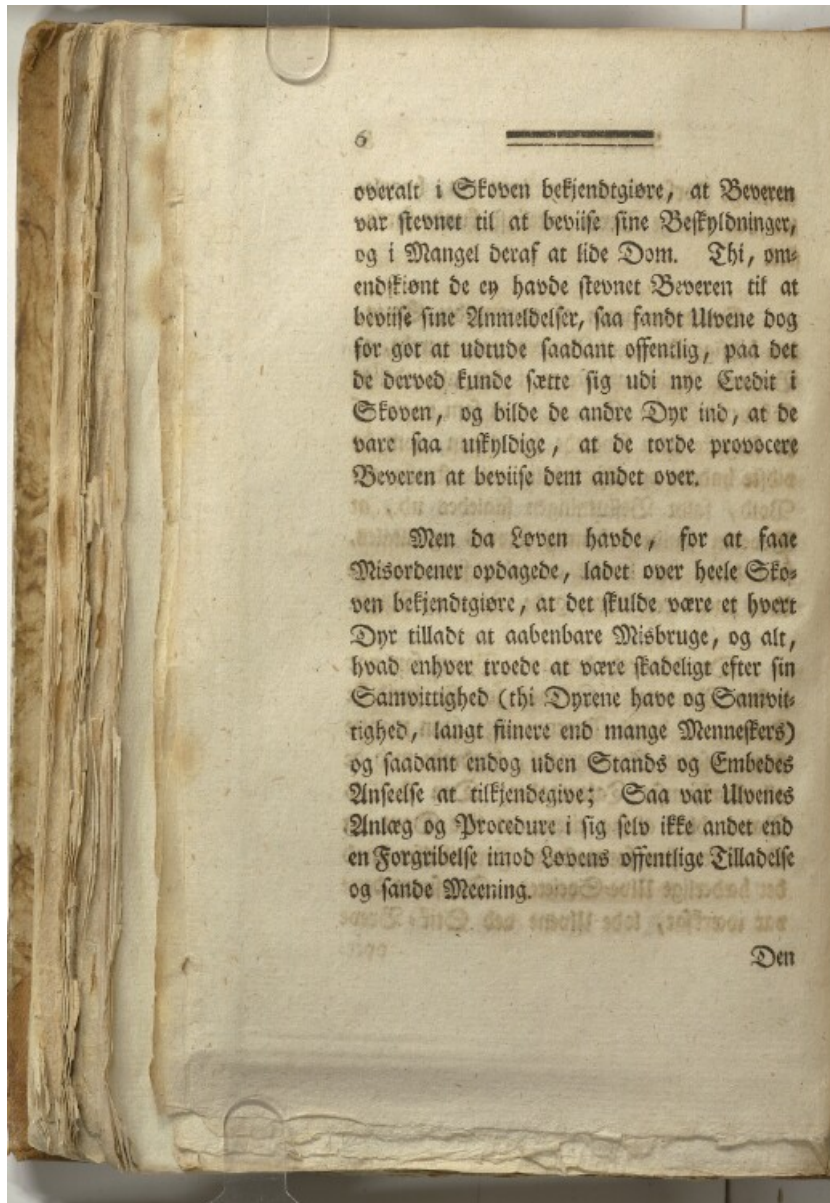 6
overalt i Skoven bekjendtgiøre, at Beveren
var stevnet til at beviise sine Beskyldninger,
og i Mangel deraf at lide Dom. Thi, om-
endskiønt de ey havde stevnet Beveren til at
beviise sine Anmeldelser, saa fandt Ulvene dog
for got at udtude saadant offentlig, paa det
de derved kunde sætte sig udi nye Credit i
Skoven, og bilde de andre Dyr ind, at de
vare saa uskyldige, at de torde provocere
Beveren at beviise dem andet over.
Men da Løven havde, for at faae
Misordener opdagede, ladet over heele Sko-
ven bekjendtgiøre, at det skulde være et hvert
Dyr tilladt at aabenbare Misbruge, og alt,
hvad enhver troede at være skadeligt efter sin
Samvittighed (thi Dyrene have og Samvit-
tighed, langt fiinere end mange Menneskers)
og saadant endog uden Stands og Embedes
Anseelse at tilkjendegive; Saa var Ulvenes
Anlæg og Procedure i sig selv ikke andet end
en Forgribelse imod Løvens offentlige Tilladelse
og sande Meening.
Den